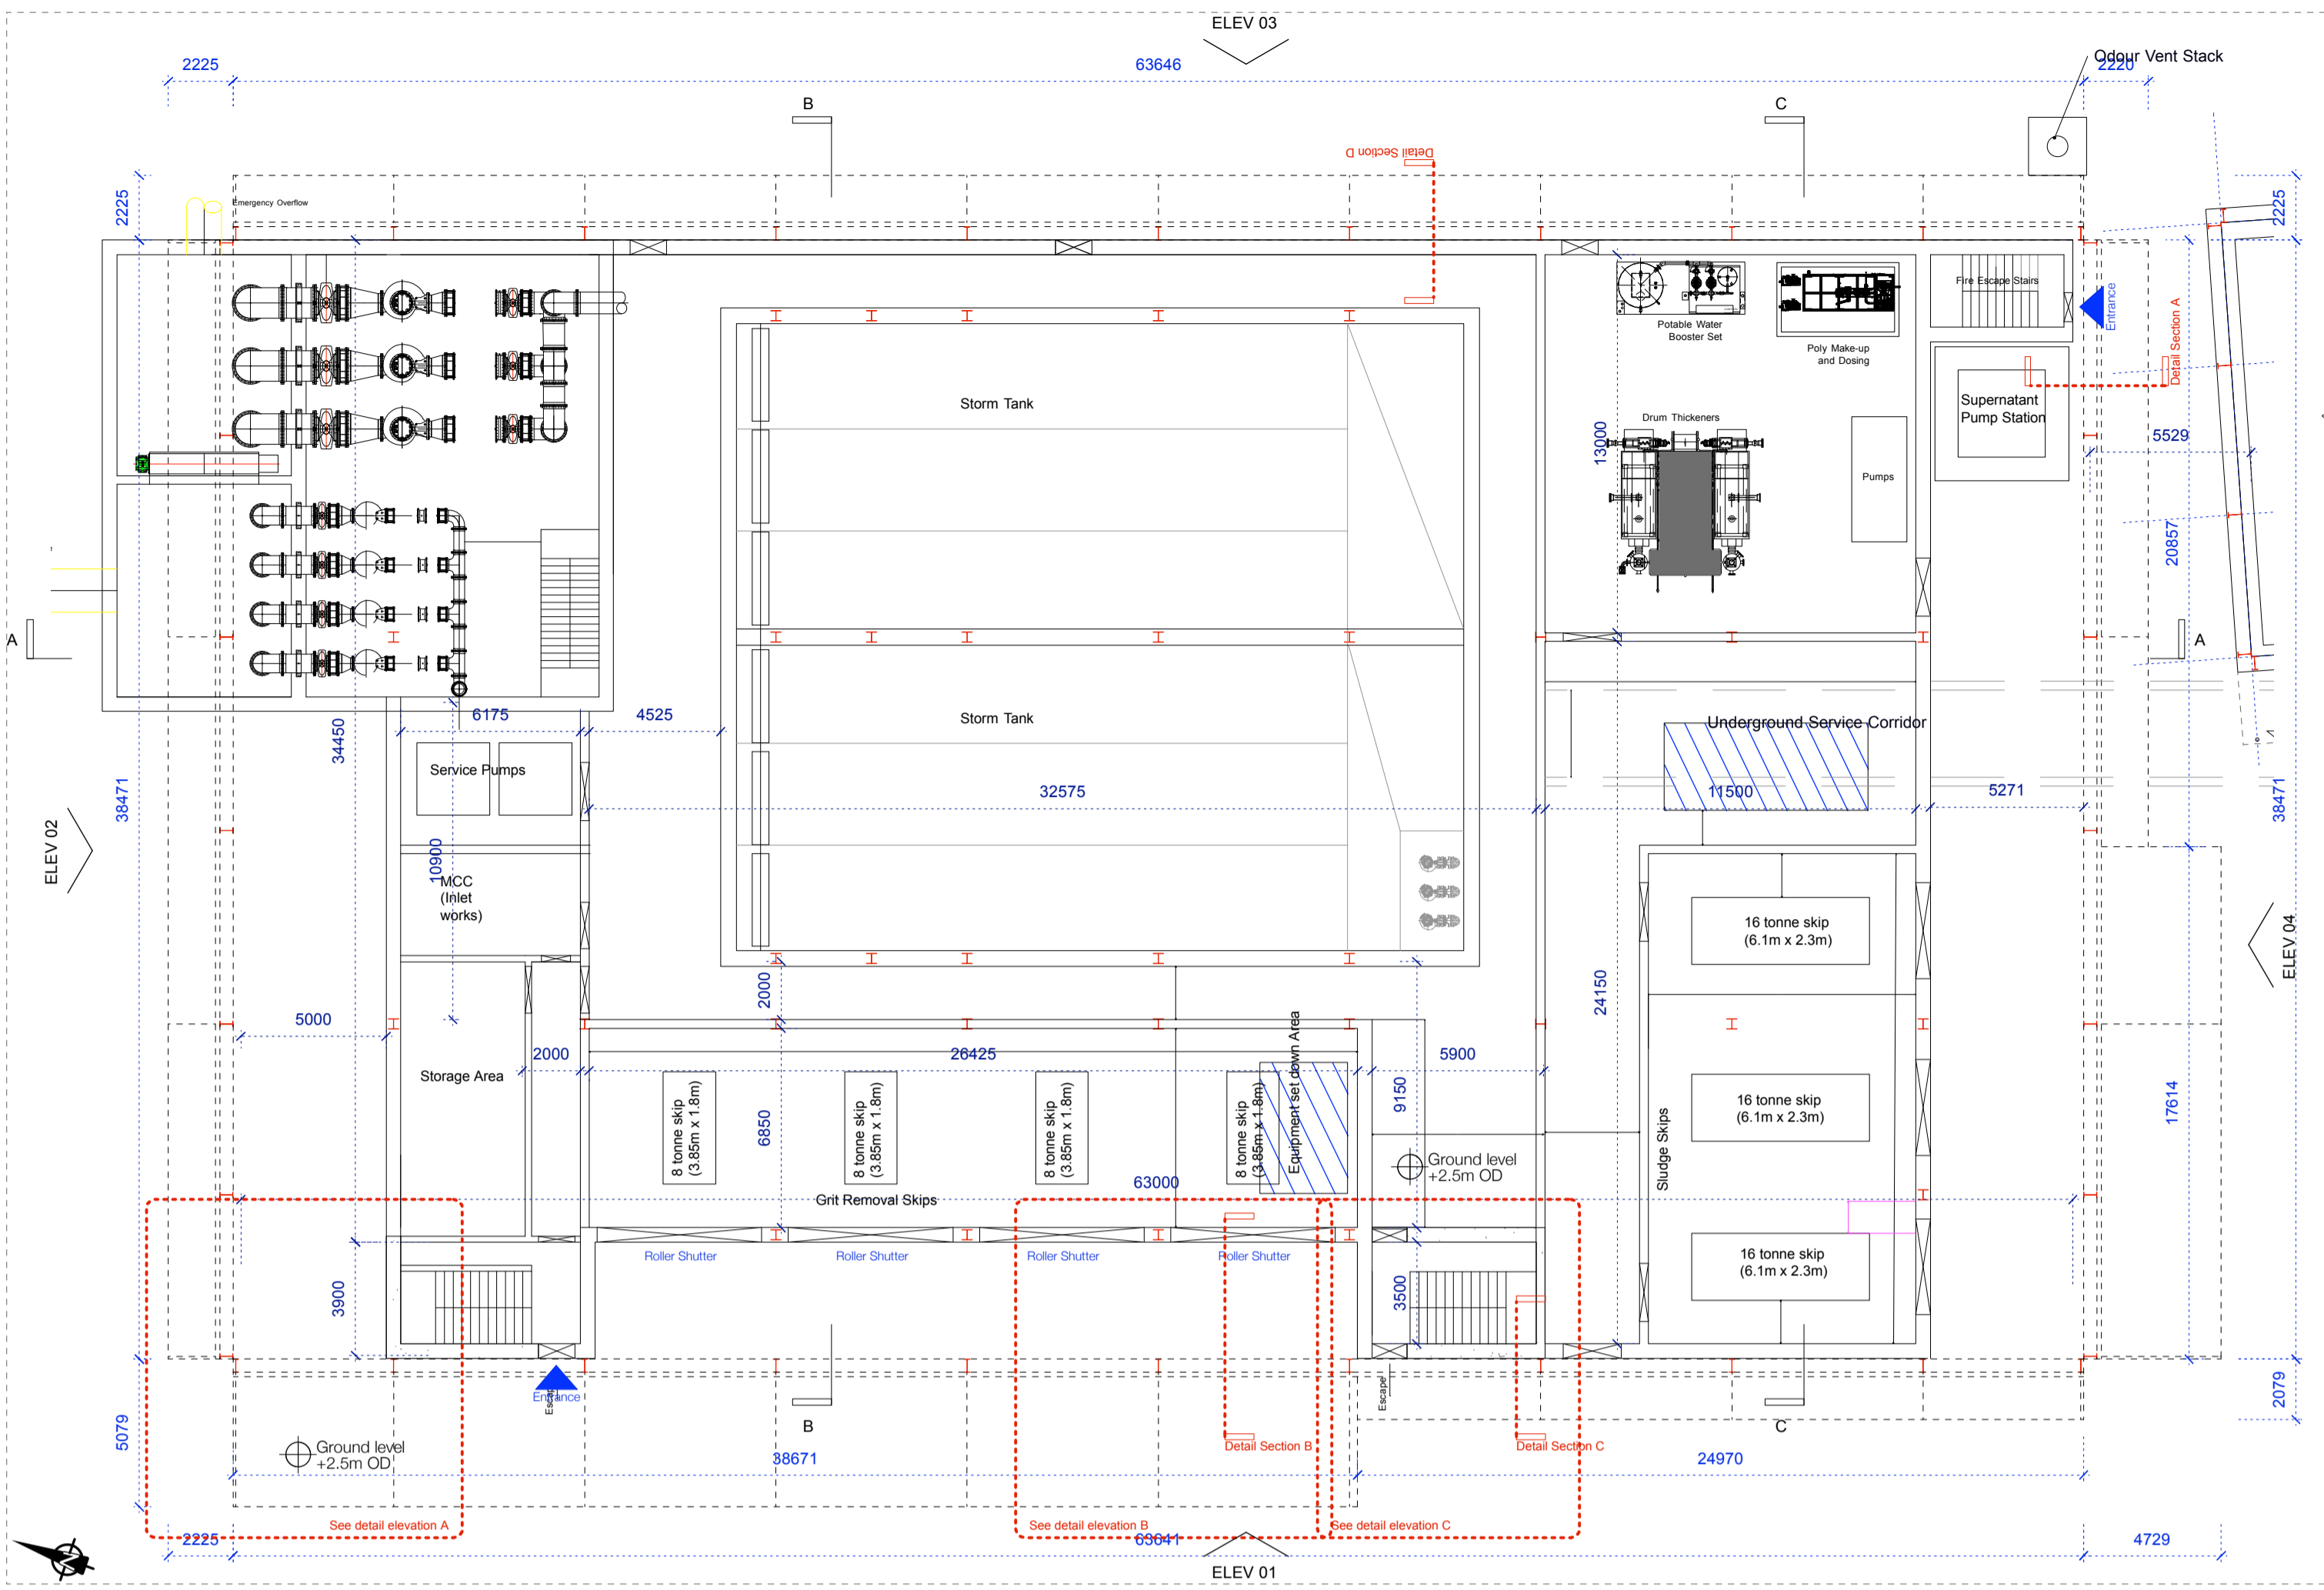 ELEV 03
Odour Vent Stack
2225
63646
2220
B
C
Detail Section D
2225
Emergency Overflow
2225
Fire Escape Stairs
Entrance
Detail Section A
Potable Water
Booster Set
Poly Make-up
and Dosing
Storm Tank
Drum Thickeners
13000
Pumps
Supernatant
Pump Station
5529
20857
A
A
6175
4525
34450
Storm Tank
Underground Service Corridor
Service Pumps
32575
11500
5271
38471
38471
ELEV 02
10900
MCC
(Inlet
works)
16 tonne skip
(6.1m x 2.3m)
ELEV 04
2000
24150
5000
2000
26425
5900
Storage Area
Equipment set down Area
9150
6850
8 tonne skip
(3.85m x 1.8m)
8 tonne skip
(3.85m x 1.8m)
8 tonne skip
(3.85m x 1.8m)
8 tonne skip
(3.85m x 1.8m)
16 tonne skip
(6.1m x 2.3m)
17614
Sludge Skips
Ground level
+2.5m OD
63000
Grit Removal Skips
Roller Shutter
Roller Shutter
Roller Shutter
Roller Shutter
16 tonne skip
(6.1m x 2.3m)
3900
3500
Entrance
Escape
Escape
2079
B
C
5079
Ground level
+2.5m OD
Detail Section B
Detail Section C
38671
24970
See detail elevation A
See detail elevation B
See detail elevation C
2225
63641
4729
N
ELEV 01